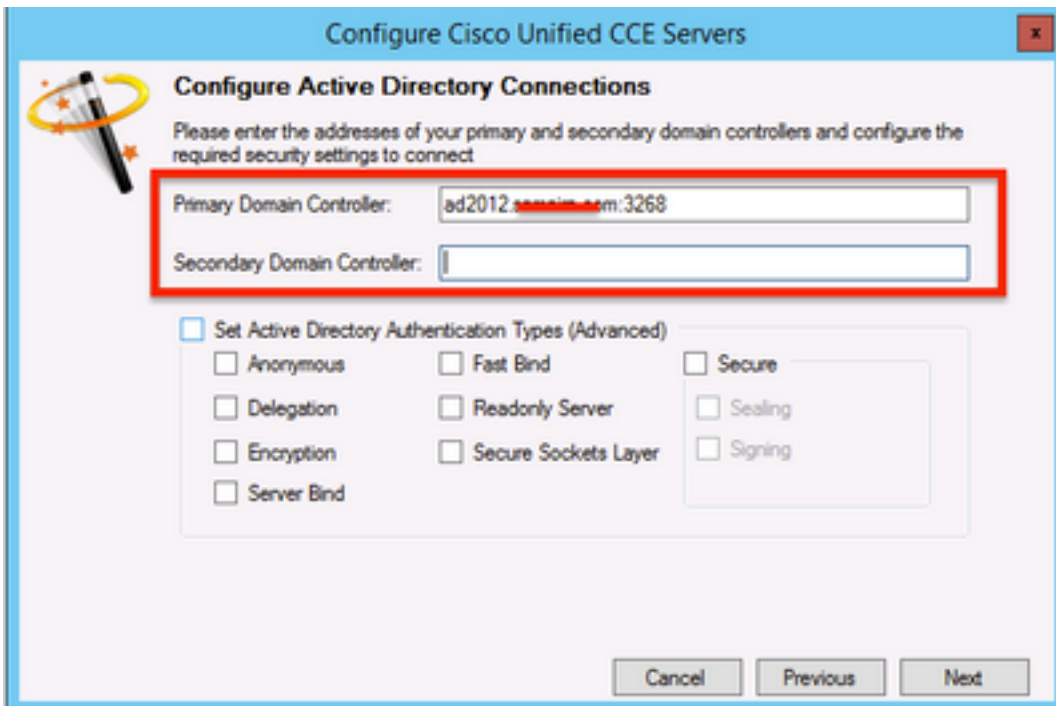 Configure Cisco Unified CCE Servers
x
Configure Active Directory Connections
Please enter the addresses of your primary and secondary domain controllers and configure the
required security settings to connect
Primary Domain Controller: ad2012. om:3268
Secondary Domain Controller:
Set Active Directory Authentication Types (Advanced)
Anonymous Fast Bind Secure
Delegation Readonly Server Sealing
Encryption Secure Sockets Layer Signing
Server Bind
Cancel Previous Next